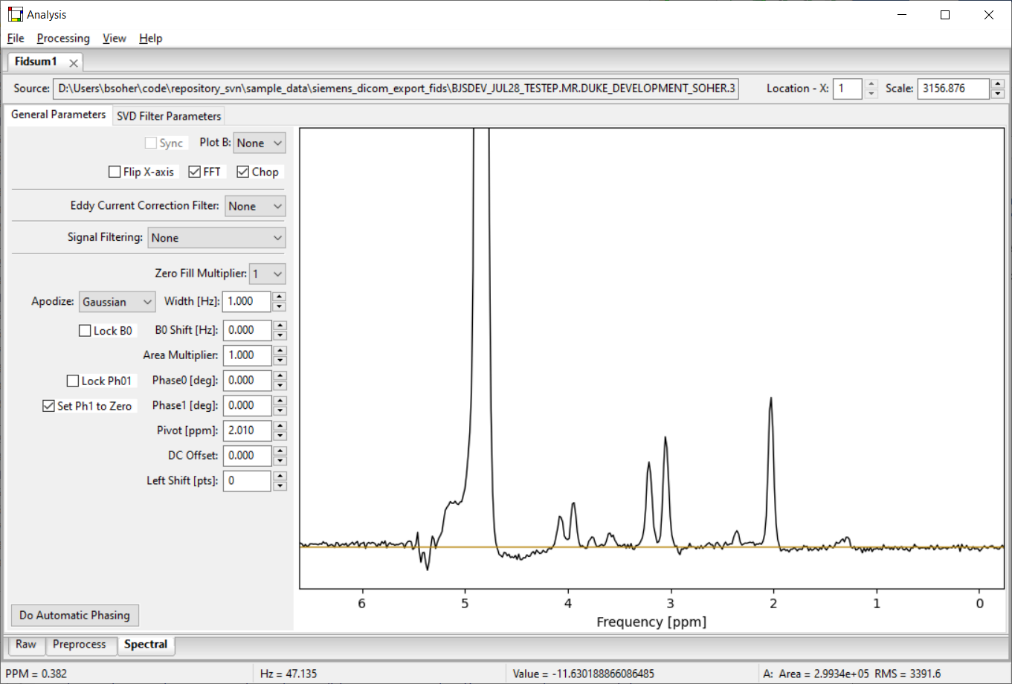 Analysis
File Processing View Help
Fidsum1
Source: D:\Users\bsoher\code\repository_svn\sample_data\siemens_dicom_export_fids\BJSDEV_JUL28_TESTEP.MR.DUKE_DEVELOPMENT_SOHER.3 Location - X: 1 Scale: 3156.876
General Parameters SVD Filter Parameters
Sync Plot B: None
Flip X-axis FFT Chop
Eddy Current Correction Filter: None
Signal Filtering: None
Zero Fill Multiplier: 1
Apodize: Gaussian Width [Hz]: 1.000
Lock B0 B0 Shift [Hz]: 0.000
Area Multiplier: 1.000
Lock Ph01 Phase0 [deg]: 0.000
Set Ph1 to Zero Phase1 [deg]: 0.000
Pivot [ppm]: 2.010
DC Offset: 0.000
Left Shift [pts]: 0
6 5 4 3 2 1 0
Frequency [ppm]
Do Automatic Phasing
Raw Preprocess Spectral
PPM = 0.382 Hz = 47.135 Value = -11.630188866086485 A: Area = 2.9934e+05 RMS = 3391.6